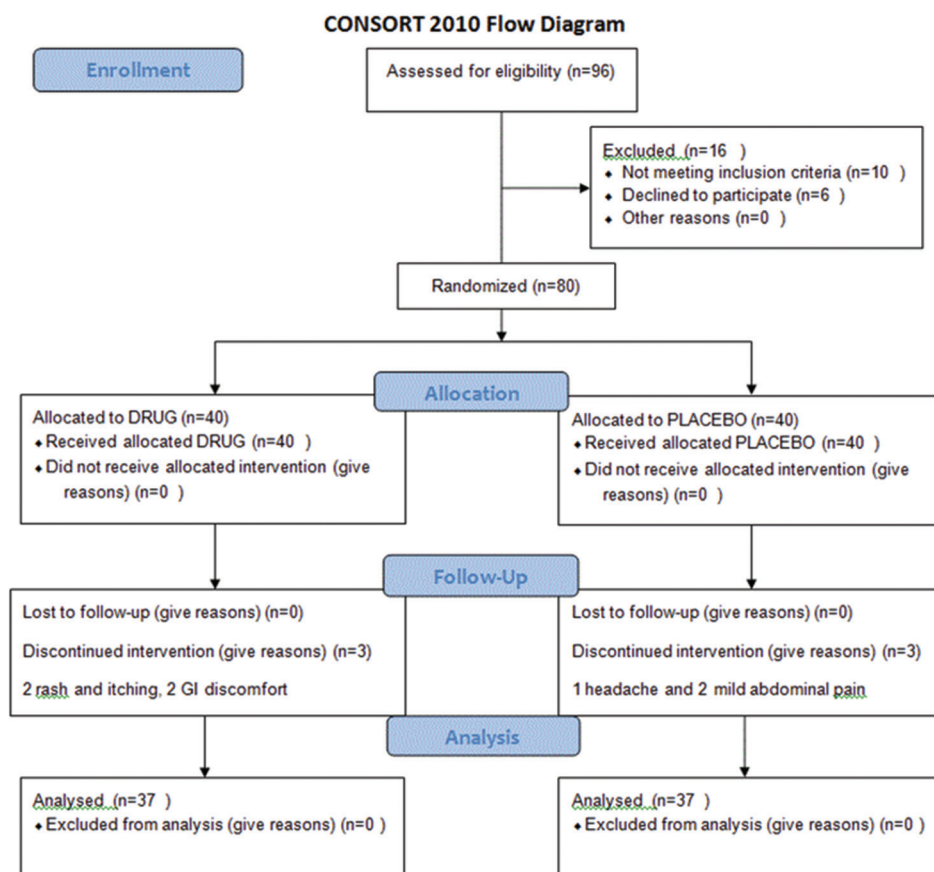 CONSORT 2010 Flow Diagram
Enrollment
Assessed for eligibility (n=96)
Excluded (n=16 )
⬥ Not meeting inclusion criteria (n=10 )
⬥ Declined to participate (n=6 )
⬥ Other reasons (n=0 )
Randomized (n=80)
Allocation
Allocated to DRUG (n=40)
⬥ Received allocated DRUG (n=40 )
⬥ Did not receive allocated intervention (give
reasons) (n=0 )
Allocated to PLACEBO (n=40)
⬥ Received allocated PLACEBO (n=40 )
⬥ Did not receive allocated intervention (give
reasons) (n=0 )
Follow-Up
Lost to follow-up (give reasons) (n=0)
Discontinued intervention (give reasons) (n=3)
2 rash and itching, 2 GI discomfort
Lost to follow-up (give reasons) (n=0)
Discontinued intervention (give reasons) (n=3)
1 headache and 2 mild abdominal pain
Analysis
Analysed (n=37 )
⬥ Excluded from analysis (give reasons) (n=0 )
Analysed (n=37 )
⬥ Excluded from analysis (give reasons) (n=0 )